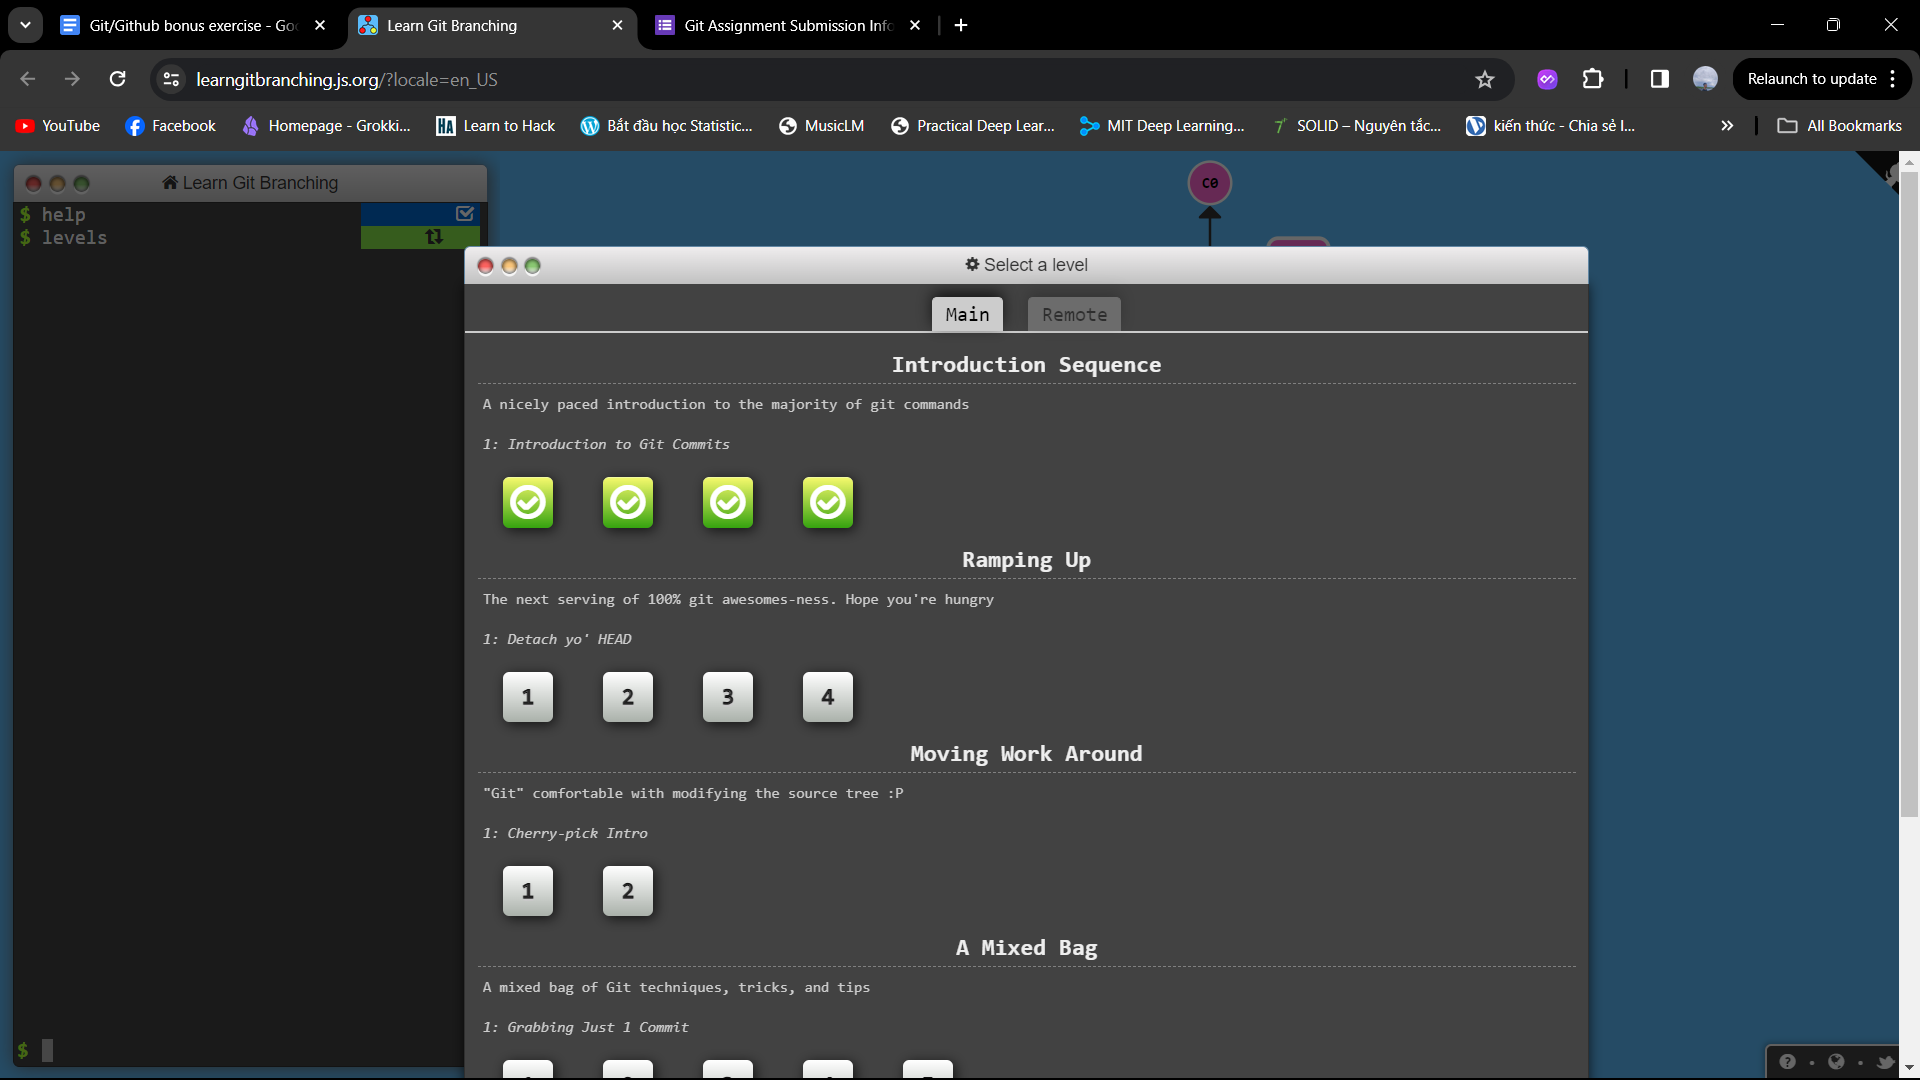 Git/Github bonus exercise - Goo
Learn Git Branching
Git Assignment Submission Info
learngitbranching.js.org/?locale=en_US
Relaunch to update
YouTube
Facebook
Homepage - Grokki...
HA Learn to Hack
Bắt đầu học Statistic...
MusicLM
Practical Deep Lear...
MIT Deep Learning...
SOLID – Nguyên tắc...
kiến thức - Chia sẻ l...
All Bookmarks
Learn Git Branching
$ help
$ levels
C0
Select a level
Main
Remote
Introduction Sequence
A nicely paced introduction to the majority of git commands
1: Introduction to Git Commits
Ramping Up
The next serving of 100% git awesomes-ness. Hope you're hungry
1: Detach yo' HEAD
1 2 3 4
Moving Work Around
"Git" comfortable with modifying the source tree :P
1: Cherry-pick Intro
1 2
A Mixed Bag
A mixed bag of Git techniques, tricks, and tips
1: Grabbing Just 1 Commit
$